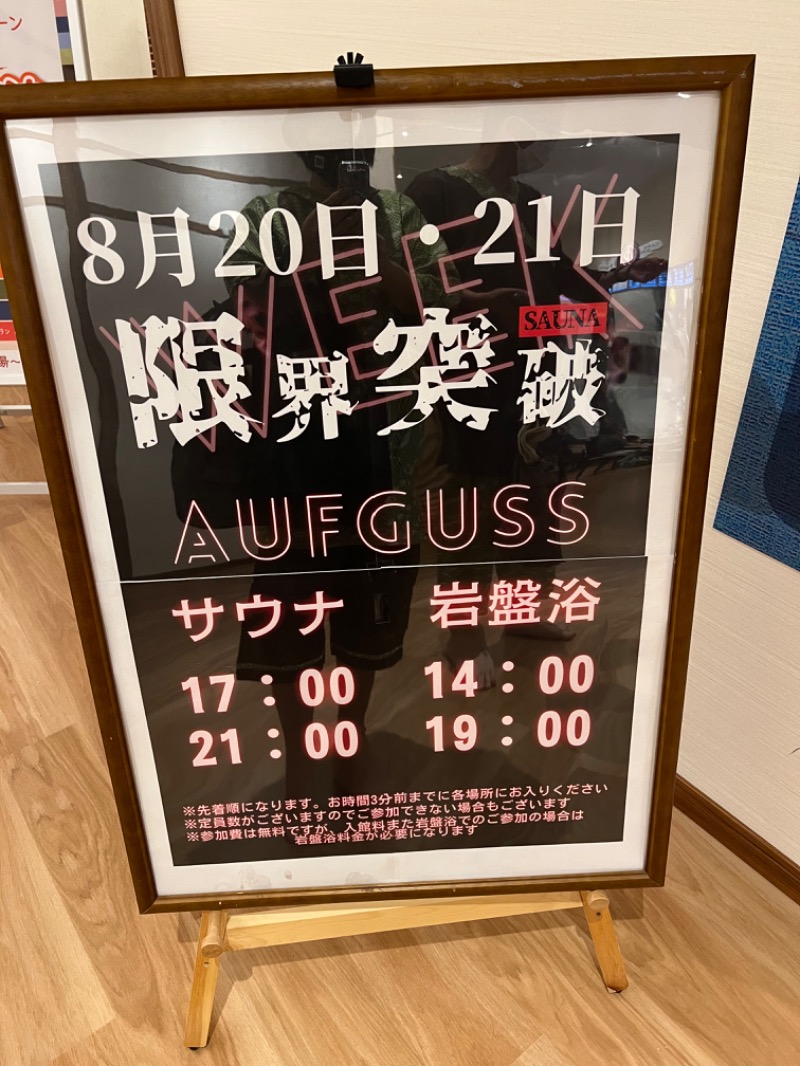 8月20日・21日
WEEK
SAUNA
限界突破
AUFGUSS
サウナ 岩盤浴
17：00 14：00
21：00 19：00
※先着順になります。お時間3分前までに各場所にお入りください
※定員数がございますのでご参加できない場合もございます
※参加費は無料ですが、入館料また岩盤浴でのご参加の場合は
岩盤浴料金が必要になります